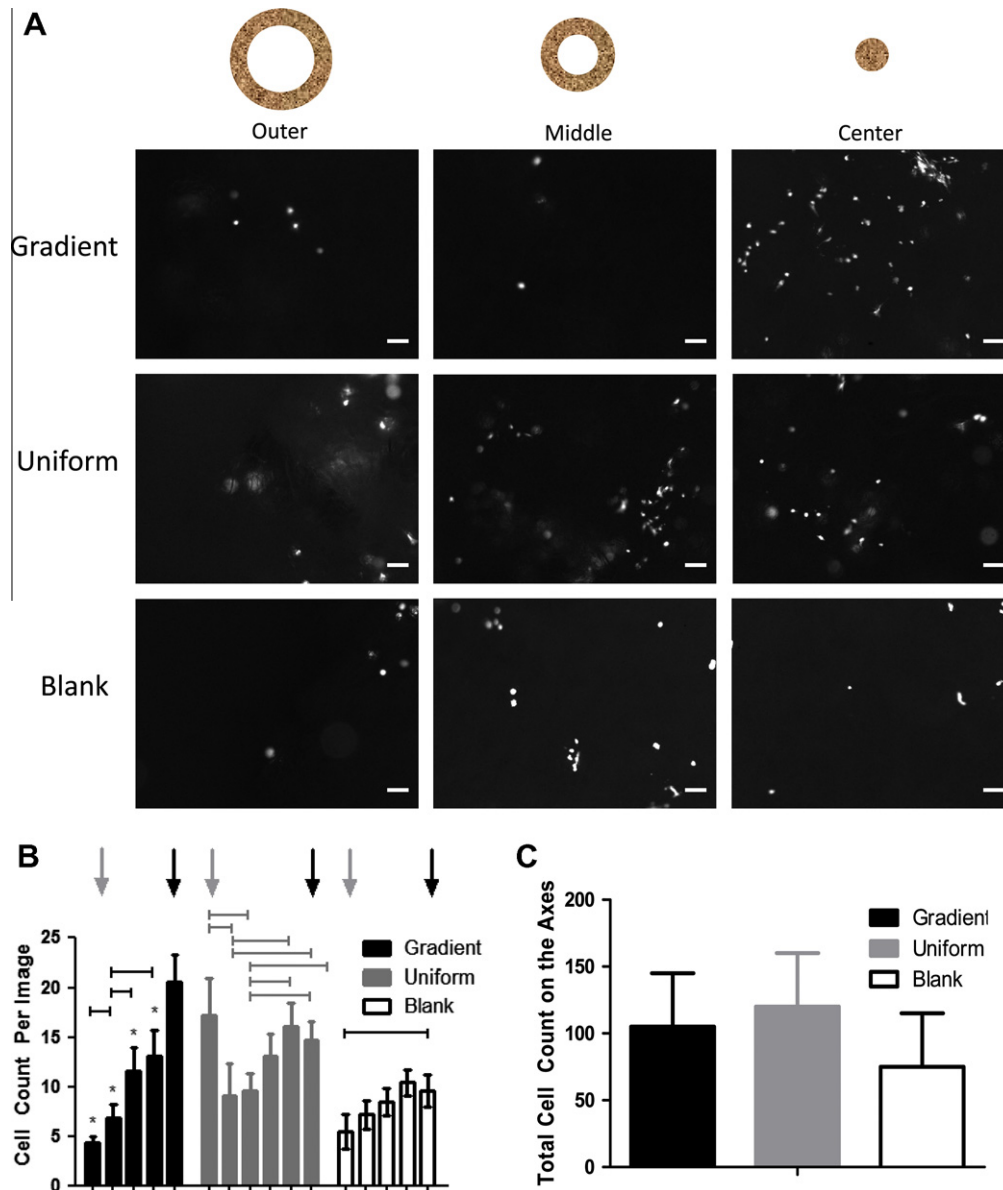 A
Outer Middle Center
Gradient
Uniform
Blank
B
Cell Count Per Image
25
20
15
10
5
0
Gradient
Uniform
Blank
* * * *
C
Total Cell Count on the Axes
200
150
100
50
0
Gradient
Uniform
Blank